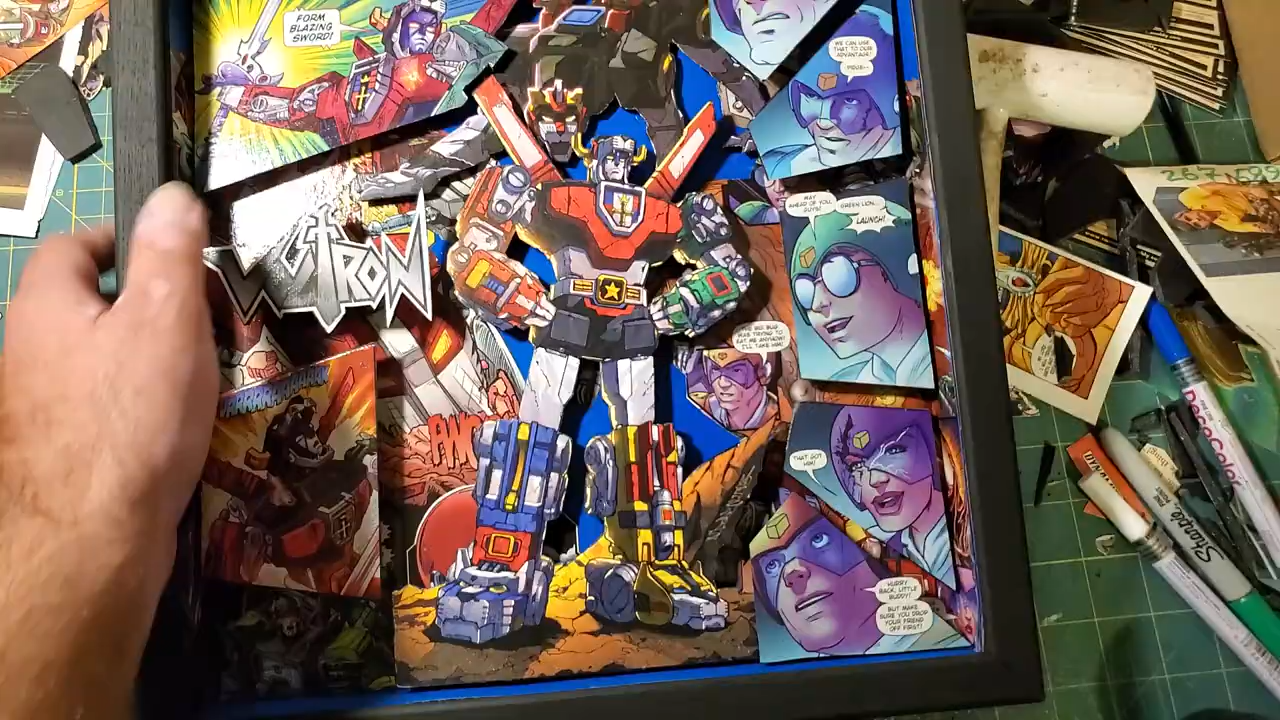 FORM
BLAZING
SWORD!
WE CAN USE
THAT TO OUR
ADVANTAGE.
PIDGE...
267
WAY
AHEAD OF YOU,
GUYS!
GREEN LION...
LAUNCH!
VOLTRON
THE BIG BUG
WAS TRYING TO
EAT ME ANYHOW!
I'LL TAKE HIM!
THAT GOT
HIM!
DecoColor
Sharpie
HURRY
BACK, LITTLE
BUDDY!
BUT MAKE
SURE YOU DROP
YOUR FRIEND
OFF FIRST!